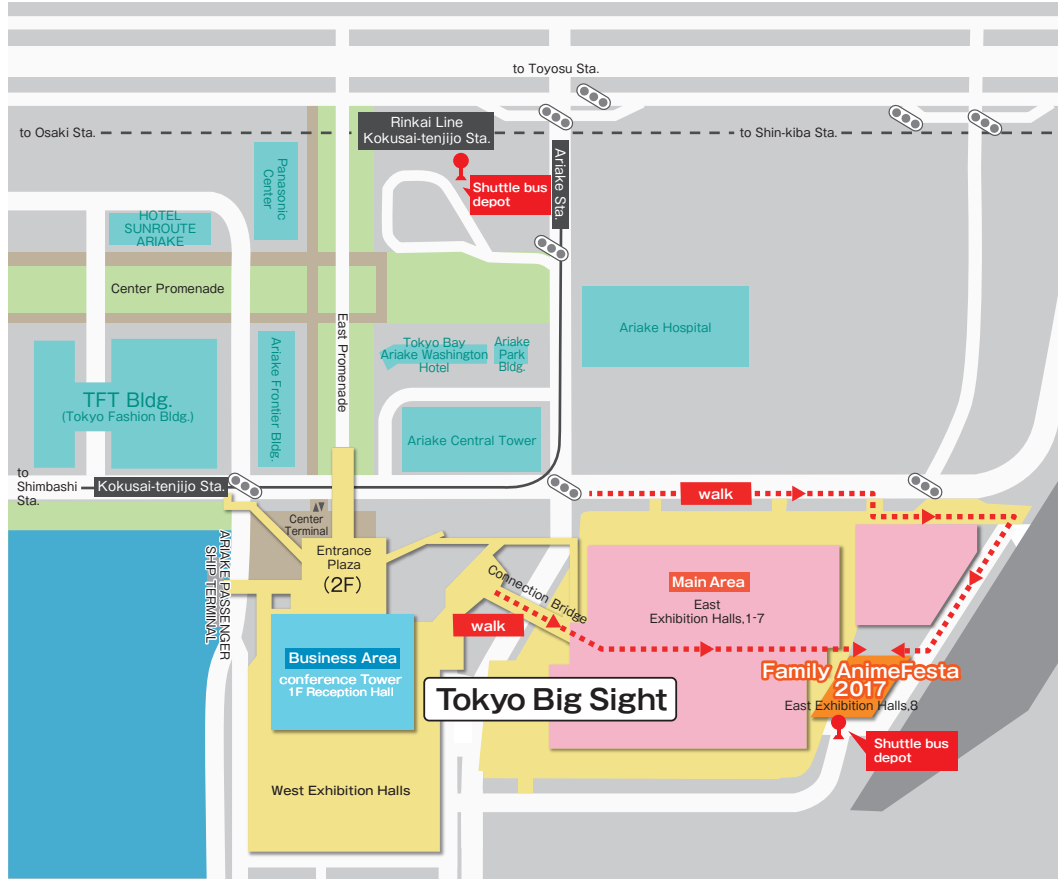 to Toyosu Sta.
to Osaki Sta.
Rinkai Line
Kokusai-tenjijo Sta.
to Shin-kiba Sta.
Ariake Sta.
Shuttle bus
depot
Panasonic
Center
HOTEL
SUNROUTE
ARIAKE
Center Promenade
East Promenade
Ariake Hospital
Tokyo Bay
Ariake Washington
Hotel
Ariake
Park
Bldg.
Ariake Frontier Bldg.
TFT Bldg.
(Tokyo Fashion Bldg.)
Ariake Central Tower
to
Shimbashi
Sta.
Kokusai-tenjijo Sta.
walk
Center
Terminal
ARIAKE PASSENGER
SHIP TERMINAL
Entrance
Plaza
(2F)
Connection Bridge
Main Area
East
Exhibition Halls,1-7
walk
Business Area
conference Tower
1F Reception Hall
Tokyo Big Sight
Family AnimeFesta
2017
East Exhibition Halls,8
Shuttle bus
depot
West Exhibition Halls